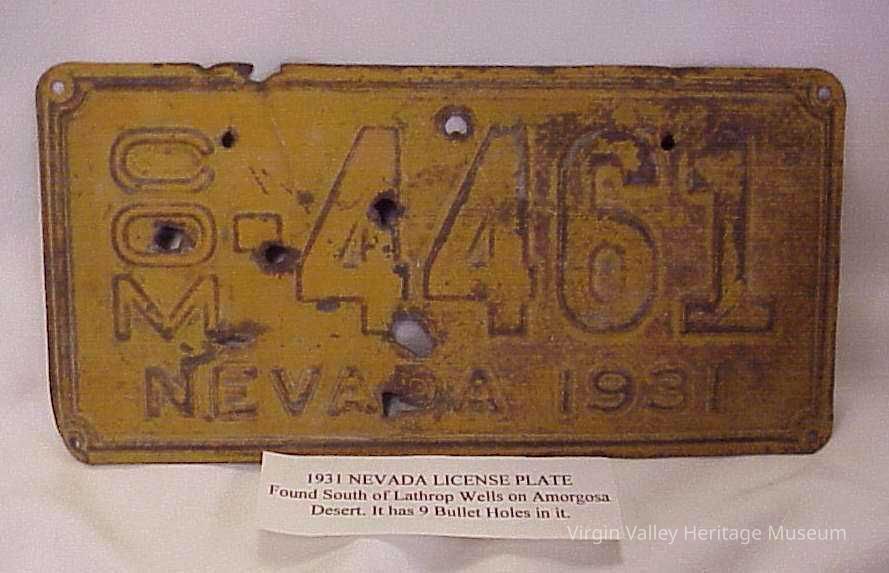 COM
-4461
NEVADA 1931
1931 NEVADA LICENSE PLATE
Found South of Lathrop Wells on Amorgosa
Desert. It has 9 Bullet Holes in it.
Virgin Valley Heritage Museum